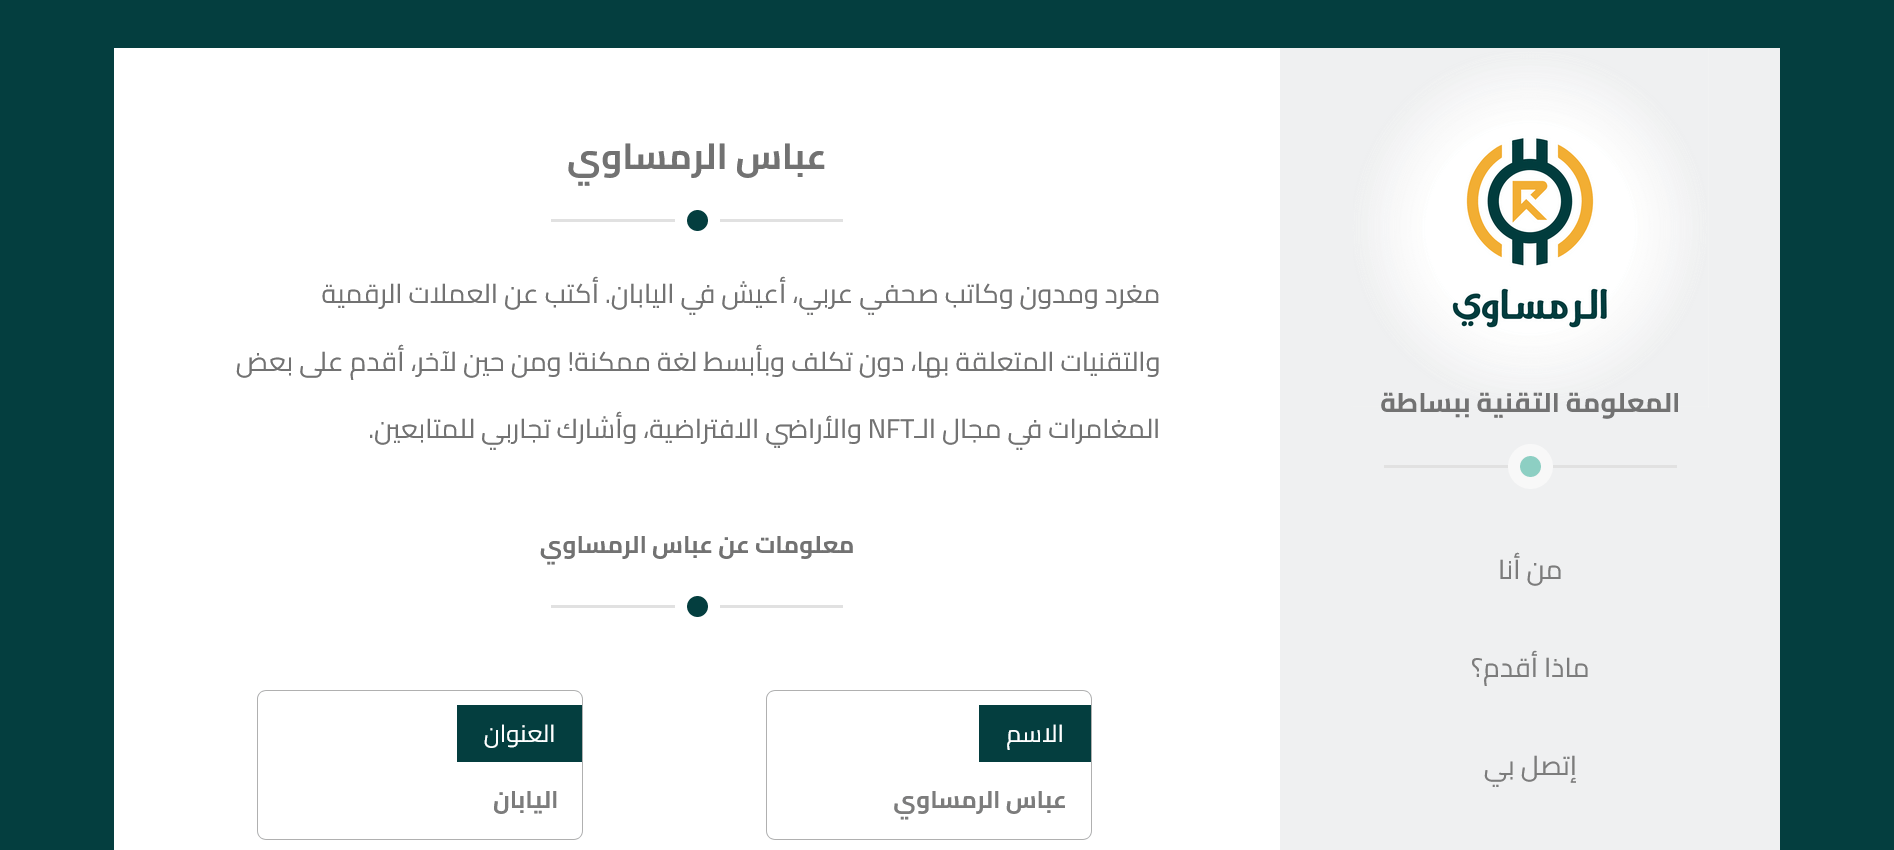 الرمساوي
المعلومة التقنية ببساطة
من أنا
ماذا أقدم؟
إتصل بي
عباس الرمساوي
مغرد ومدون وكاتب صحفي عربي، أعيش في اليابان. أكتب عن العملات الرقمية
والتقنيات المتعلقة بها، دون تكلف وبأبسط لغة ممكنة! ومن حين لآخر، أقدم على بعض
المغامرات في مجال الـNFT والأراضي الافتراضية، وأشارك تجاربي للمتابعين.
معلومات عن عباس الرمساوي
الاسم
عباس الرمساوي
العنوان
اليابان